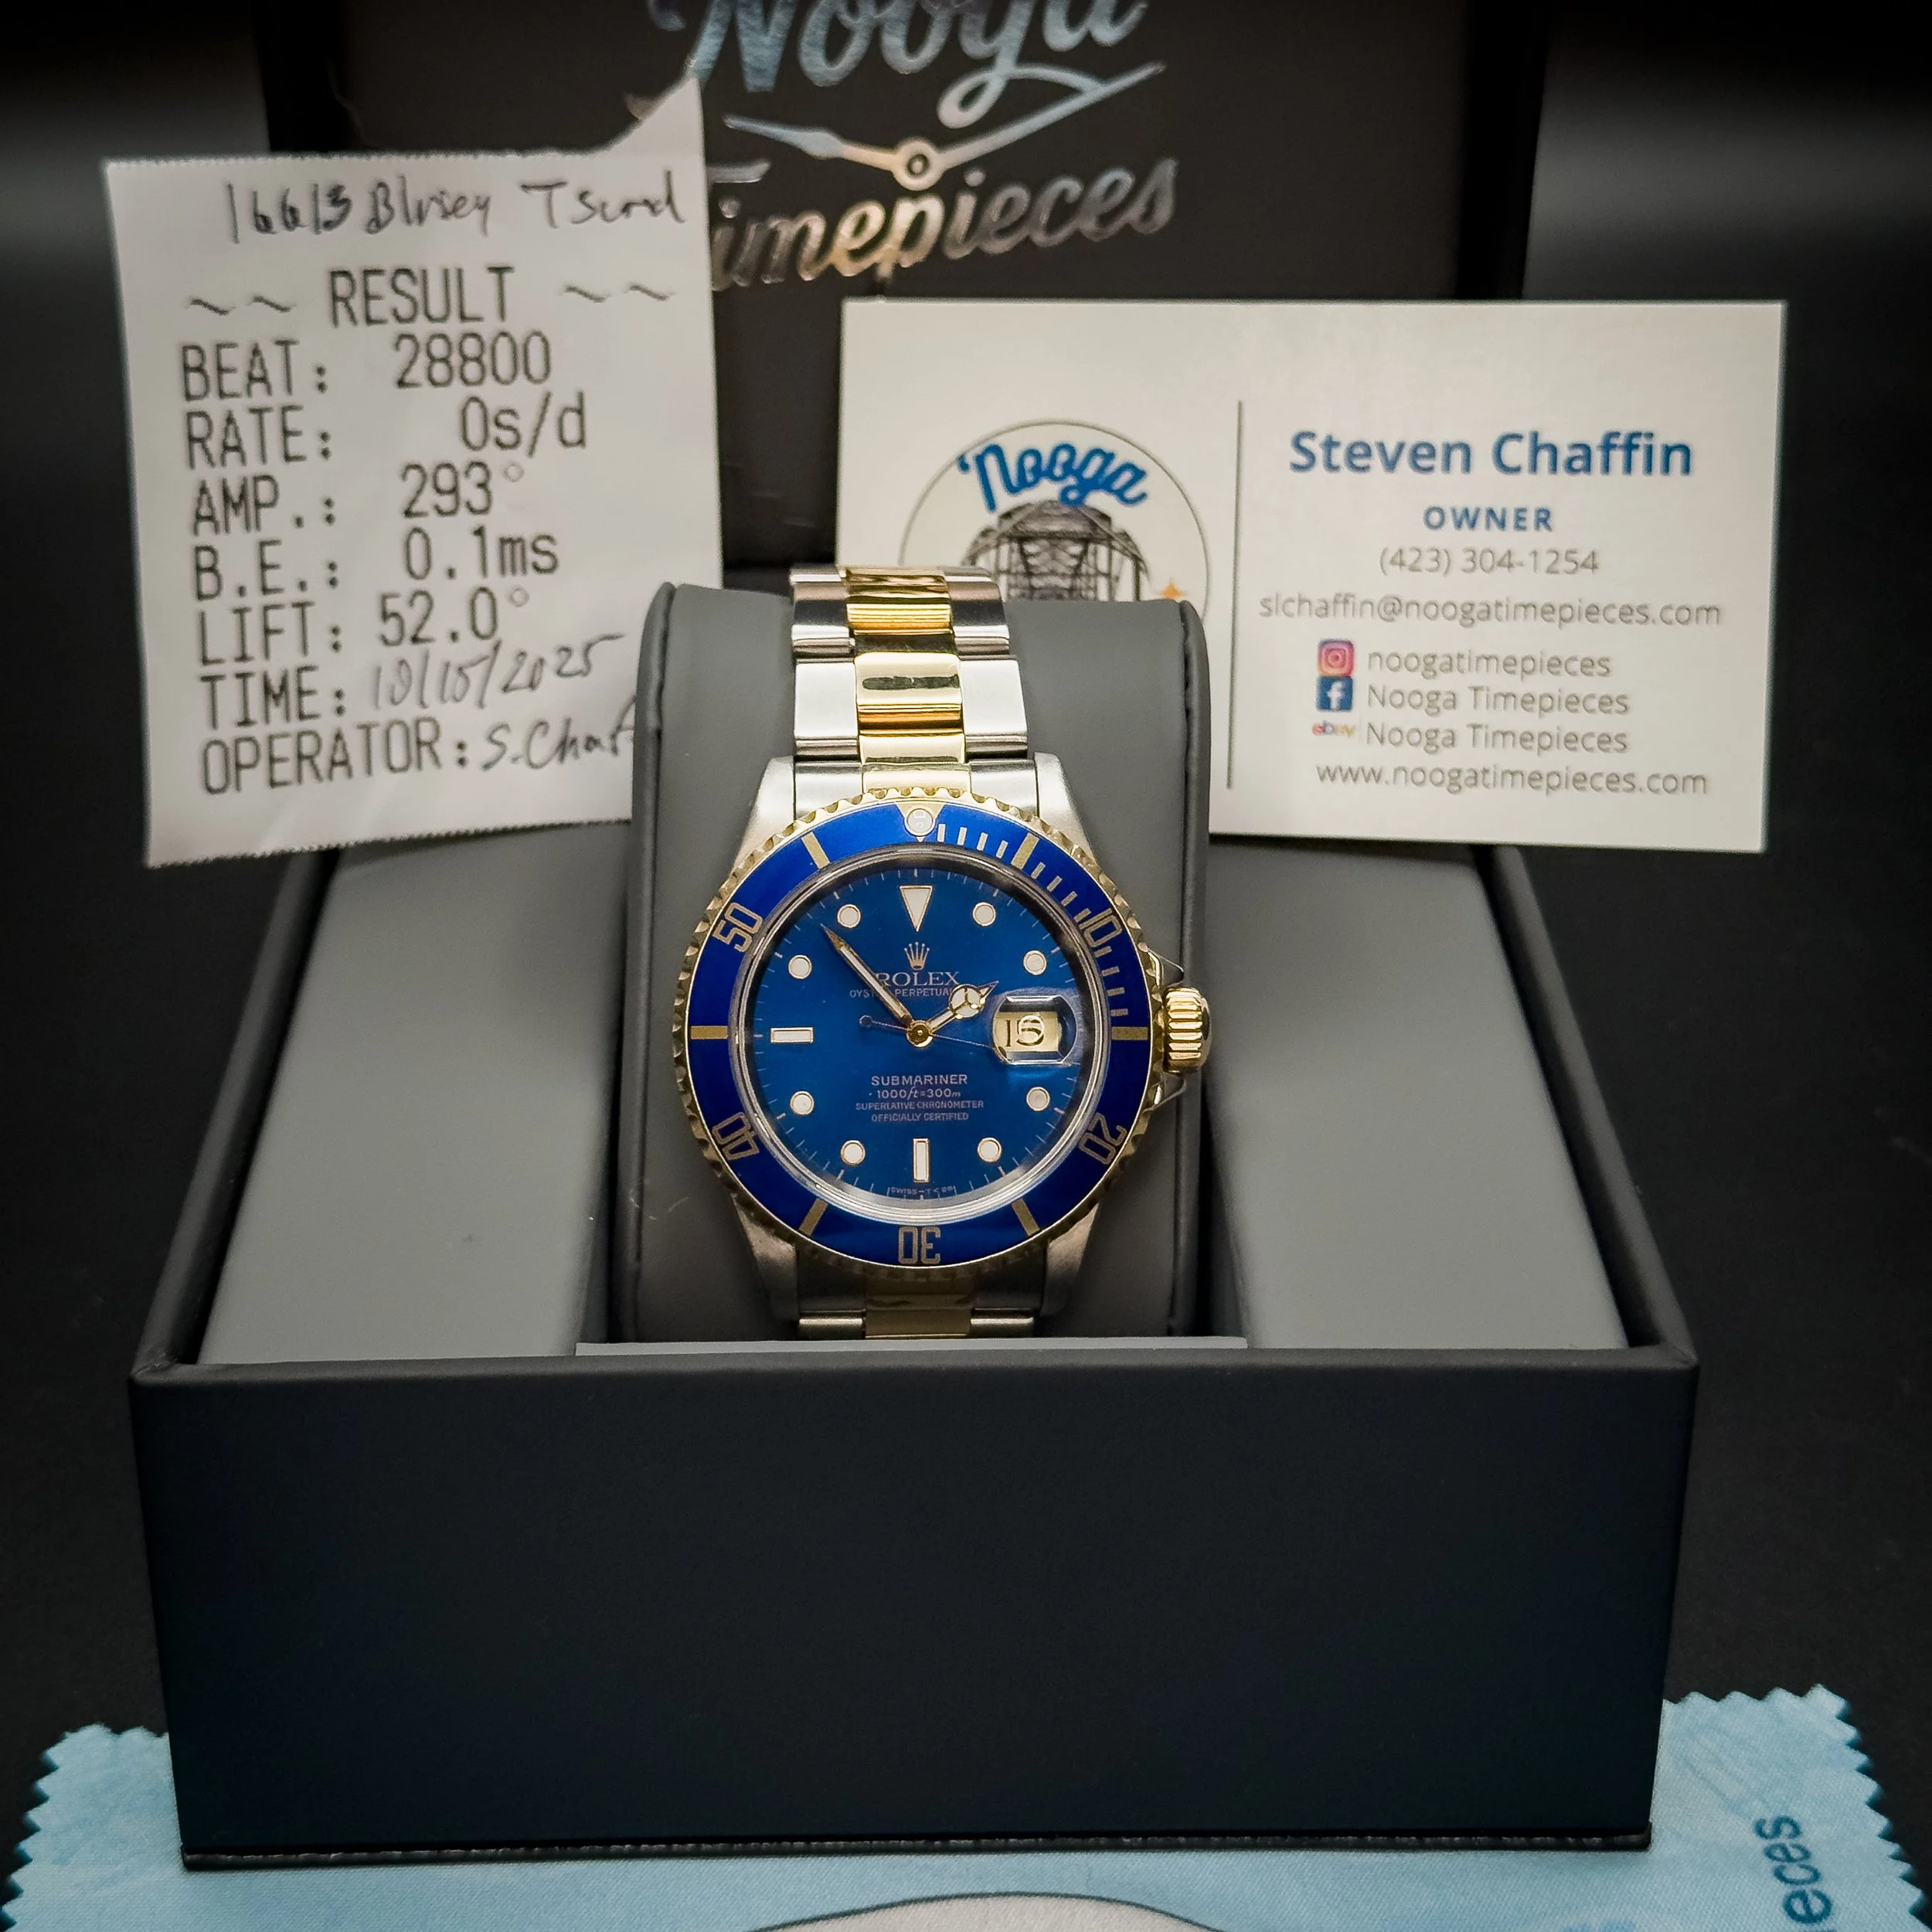 Nooga
Timepieces
16613 Blusey T Serial
~~ RESULT ~~
BEAT: 28800
RATE: 0s/d
AMP.: 293°
B.E.: 0.1ms
LIFT: 52.0°
TIME: 10/15/2025
OPERATOR: S. Chaf
'Nooga
Steven Chaffin
OWNER
(423) 304-1254
slchaffin@noogatimepieces.com
noogatimepieces
Nooga Timepieces
ebay Nooga Timepieces
www.noogatimepieces.com
10
20
30
40
50
ROLEX
OYSTER PERPETUAL
15
SUBMARINER
1000ft=300m
SUPERLATIVE CHRONOMETER
OFFICIALLY CERTIFIED
SWISS-T<25
eces